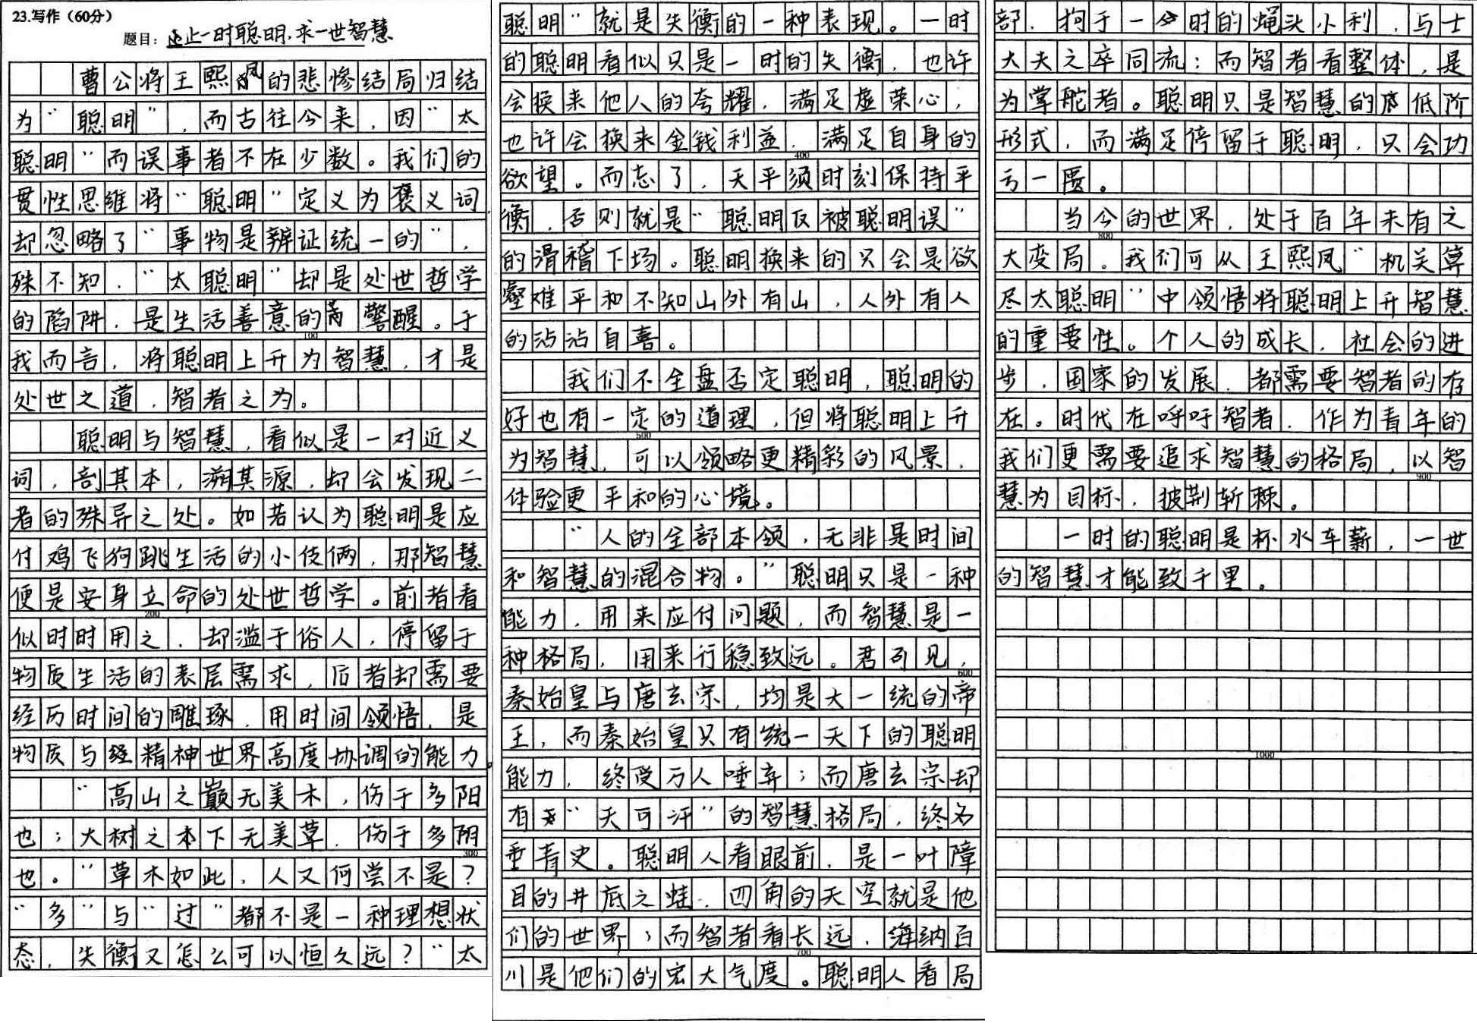 23.写作（60分）
题目：止一时聪明，求一世智慧
曹公将王熙凤的悲惨结局归结
为“聪明”，而古往今来，因“太
聪明”而误事者不在少数。我们的
贯性思维将“聪明”定义为褒义词，
却忽略了“事物是辨证统一的”，
殊不知，“太聪明”却是处世哲学
的陷阱，是生活善意的警醒。于
100
我而言，将聪明上升为智慧，才是
处世之道，智者之为。
聪明与智慧，看似是一对近义
词，剖其本，溯其源，却会发现二
者的殊异之处。如若认为聪明是应
付鸡飞狗跳生活的小伎俩，那智慧
便是安身立命的处世哲学。前者看
200
似时时用之，却滥于俗人，停留于
物质生活的表层需求，后者却需要
经历时间的雕琢，用时间领悟，是
物质与精神世界高度协调的能力。
“高山之巅无美木，伤于多阳
也；大树之本下无美草，伤于多阴
300
也。”草木如此，人又何尝不是？
“多”与“过”都不是一种理想状
态，失衡又怎么可以恒久远？“太
聪明”就是失衡的一种表现。一时
的聪明看似只是一时的失衡，也许
会换来他人的夸耀，满足虚荣心，
也许会换来金钱利益，满足自身的
400
欲望。而忘了，天平须时刻保持平
衡，否则就是“聪明反被聪明误”
的滑稽下场。聪明换来的只会是欲
壑难平和不知山外有山，人外有人
的沾沾自喜。
我们不全盘否定聪明，聪明的
好也有一定的道理，但将聪明上升
500
为智慧，可以领略更精彩的风景，
体验更平和的心境。
“人的全部本领，无非是时间
和智慧的混合物。”聪明只是一种
能力，用来应付问题，而智慧是一
种格局，用来行稳致远。君可见，
600
秦始皇与唐玄宗，均是大一统的帝
王，而秦始皇只有统一天下的聪明
能力，终受万人唾弃；而唐玄宗却
有“天可汗”的智慧格局，终名
垂青史。聪明人看眼前，是一叶障
目的井底之蛙，四角的天空就是他
们的世界；而智者看长远，海纳百
700
川是他们的宏大气度。聪明人看局
部，拘于一时的蝇头小利，与士
大夫之卒同流；而智者看整体，是
为掌舵者。聪明只是智慧的低阶
形式，而满足停留于聪明，只会功
亏一匮。
当今的世界，处于百年未有之
800
大变局。我们可从王熙凤“机关算
尽太聪明”中领悟将聪明上升智慧
的重要性。个人的成长，社会的进
步，国家的发展，都需要智者的存
在。时代在呼吁智者，作为青年的
我们更需要追求智慧的格局，以智
900
慧为目标，披荆斩棘。
一时的聪明是杯水车薪，一世
的智慧才能致千里。
1000